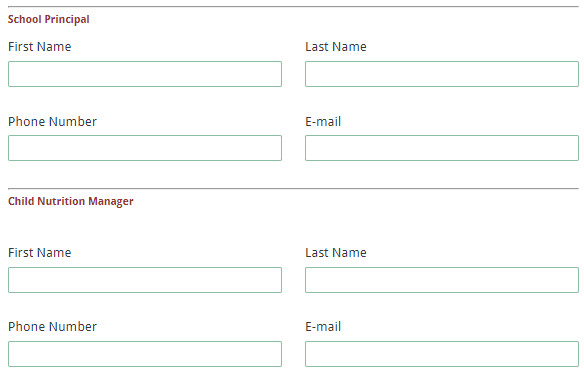 School Principal
First Name Last Name
Phone Number E-mail
Child Nutrition Manager
First Name Last Name
Phone Number E-mail